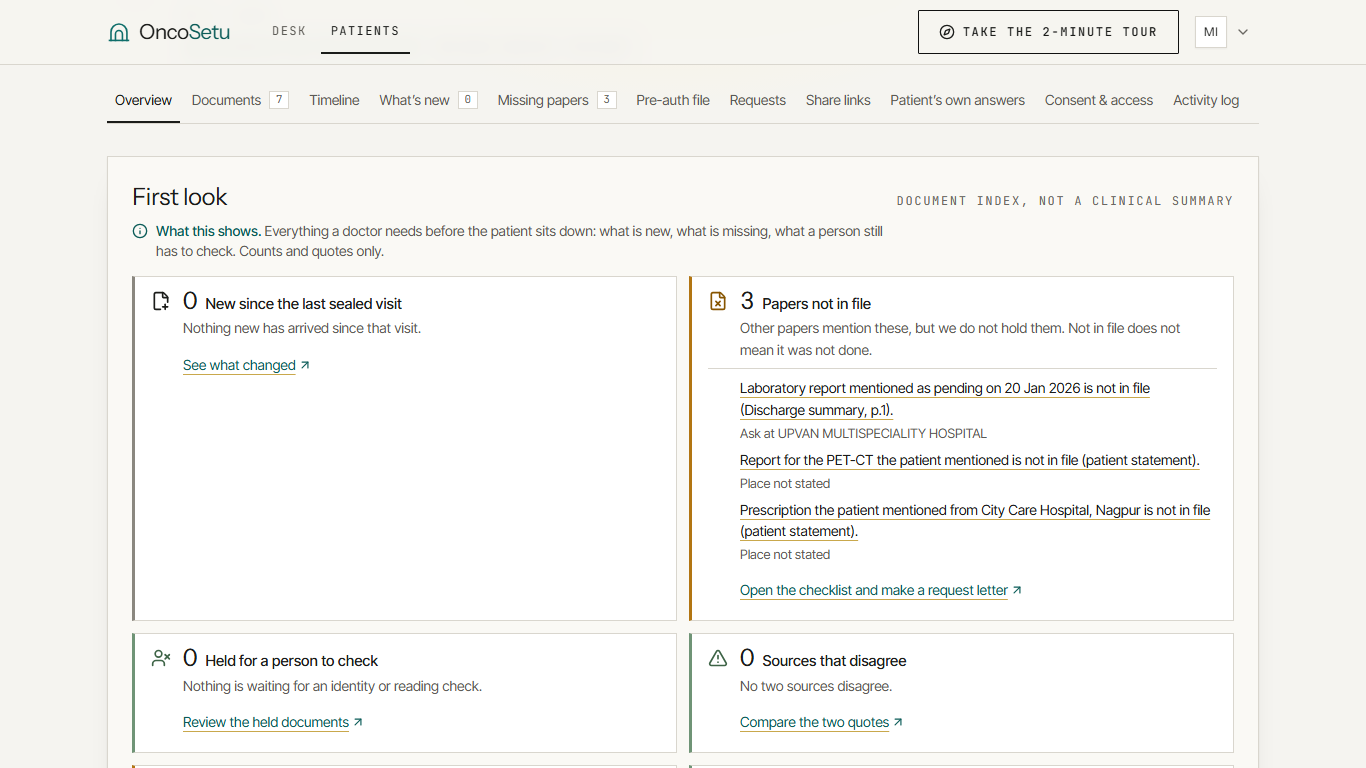 OncoSetu
DESK
PATIENTS
TAKE THE 2-MINUTE TOUR
MI
Overview
Documents 7
Timeline
What's new 0
Missing papers 3
Pre-auth file
Requests
Share links
Patient's own answers
Consent & access
Activity log
First look
DOCUMENT INDEX, NOT A CLINICAL SUMMARY
What this shows. Everything a doctor needs before the patient sits down: what is new, what is missing, what a person still
has to check. Counts and quotes only.
0 New since the last sealed visit
Nothing new has arrived since that visit.
See what changed
3 Papers not in file
Other papers mention these, but we do not hold them. Not in file does not
mean it was not done.
Laboratory report mentioned as pending on 20 Jan 2026 is not in file
(Discharge summary, p.1).
Ask at UPVAN MULTISPECIALITY HOSPITAL
Report for the PET-CT the patient mentioned is not in file (patient statement).
Place not stated
Prescription the patient mentioned from City Care Hospital, Nagpur is not in file
(patient statement).
Place not stated
Open the checklist and make a request letter
0 Held for a person to check
Nothing is waiting for an identity or reading check.
Review the held documents
0 Sources that disagree
No two sources disagree.
Compare the two quotes